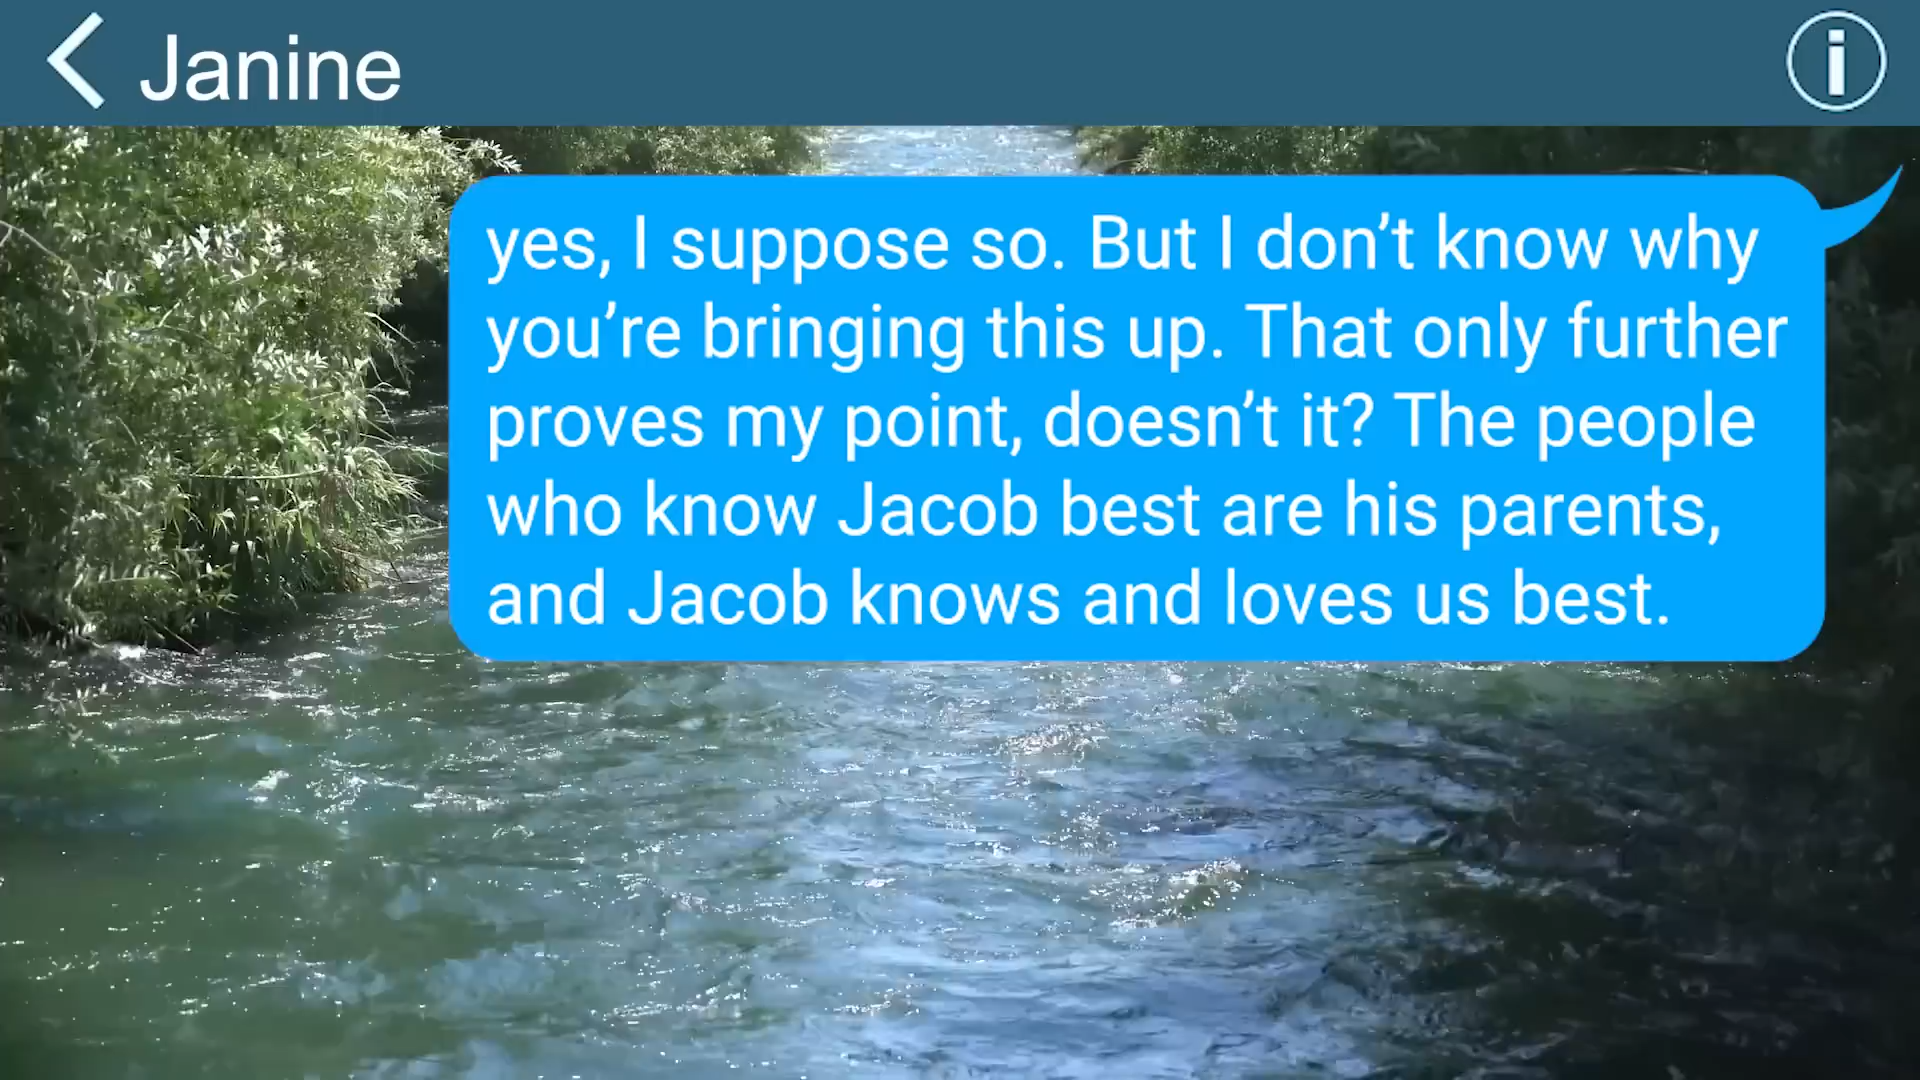 Janine
yes, I suppose so. But I don’t know why
you’re bringing this up. That only further
proves my point, doesn’t it? The people
who know Jacob best are his parents,
and Jacob knows and loves us best.